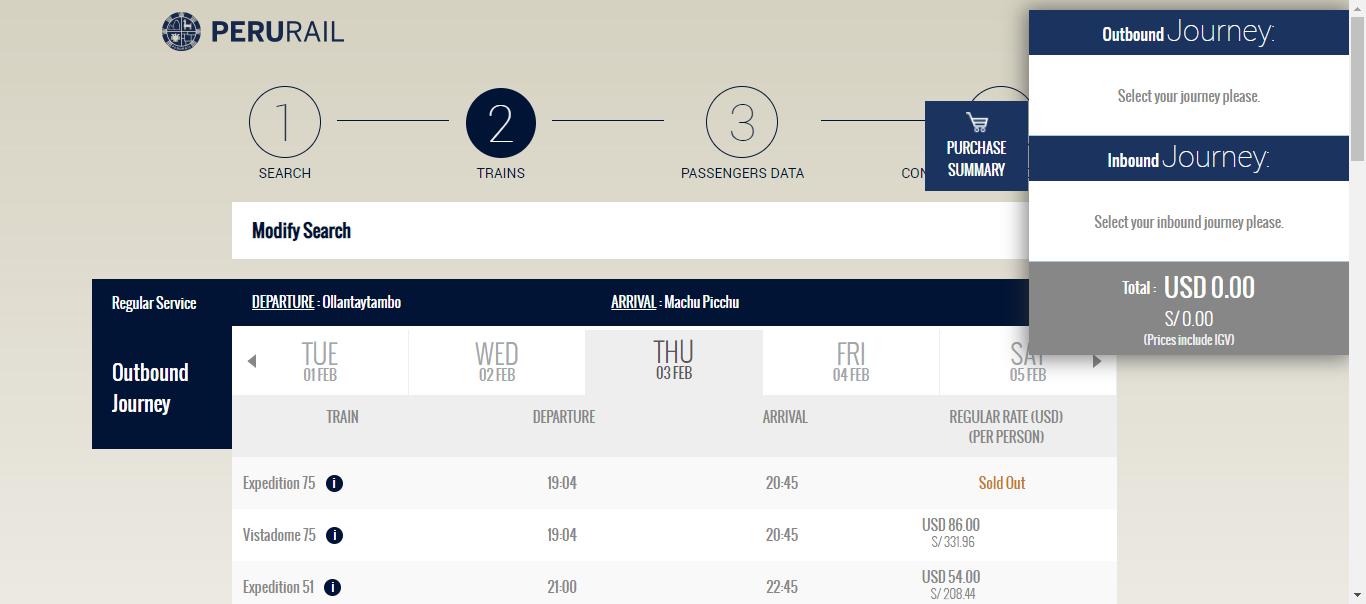 PERURAIL
1
2
3
SEARCH
TRAINS
PASSENGERS DATA
CON
PURCHASE
SUMMARY
Outbound Journey:
Select your journey please.
Inbound Journey:
Select your inbound journey please.
Total : USD 0.00
S/ 0.00
(Prices include IGV)
Modify Search
Regular Service
DEPARTURE : Ollantaytambo
ARRIVAL : Machu Picchu
Outbound
Journey
TUE
01 FEB
WED
02 FEB
THU
03 FEB
FRI
04 FEB
SAT
05 FEB
TRAIN
DEPARTURE
ARRIVAL
REGULAR RATE (USD)
(PER PERSON)
Expedition 75 i 19:04 20:45 Sold Out
Vistadome 75 i 19:04 20:45 USD 86.00
S/ 331.96
Expedition 51 i 21:00 22:45 USD 54.00
S/ 208.44